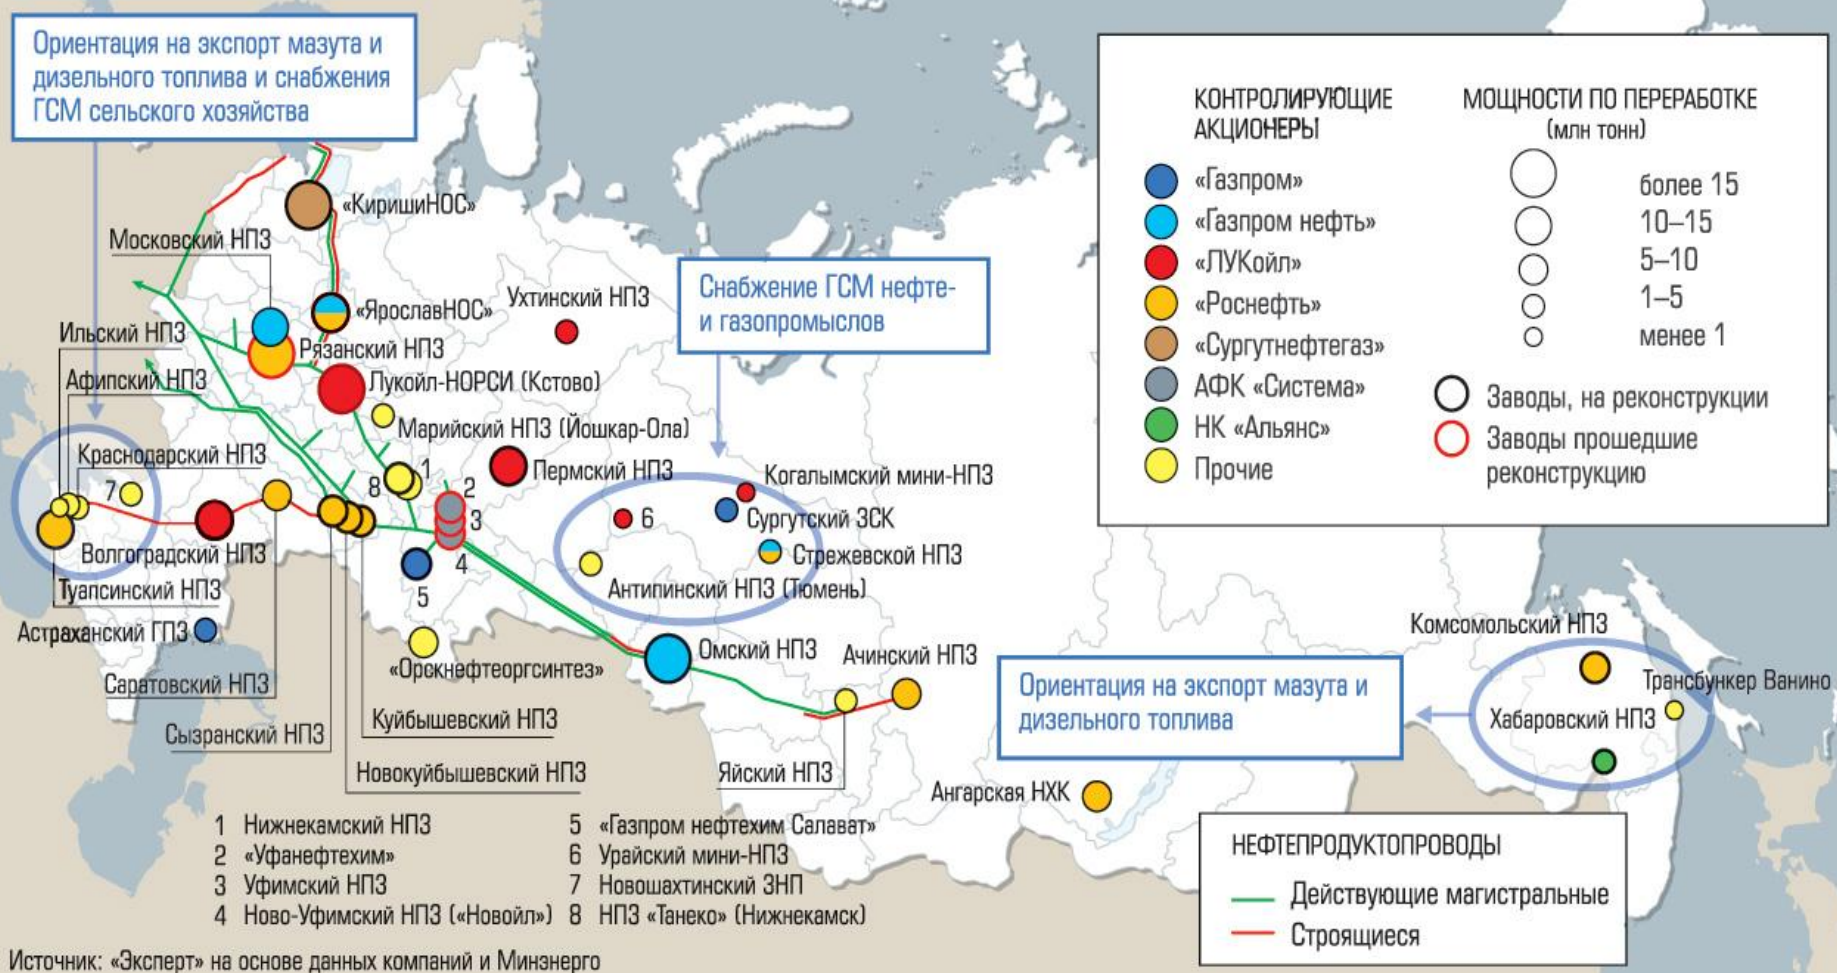 Ориентация на экспорт мазута и
дизельного топлива и снабжения
ГСМ сельского хозяйства
«КиришиНОС»
Московский НПЗ
«ЯрославНОС»
Ухтинский НПЗ
Снабжение ГСМ нефте-
и газопромыслов
Ильский НПЗ
Рязанский НПЗ
Афипский НПЗ
Лукойл-НОРСИ (Кстово)
Марийский НПЗ (Йошкар-Ола)
Краснодарский НПЗ
Пермский НПЗ
Когалымский мини-НПЗ
7
8
1
2
3
4
5
6
Сургутский ЗСК
Стрежевской НПЗ
Антипинский НПЗ (Тюмень)
Волгоградский НПЗ
Туапсинский НПЗ
Астраханский ГПЗ
«Орскнефтеоргсинтез»
Саратовский НПЗ
Сызранский НПЗ
Куйбышевский НПЗ
Новокуйбышевский НПЗ
Омский НПЗ
Ачинский НПЗ
Яйский НПЗ
Ангарская НХК
Ориентация на экспорт мазута и
дизельного топлива
Комсомольский НПЗ
Трансбункер Ванино
Хабаровский НПЗ
КОНТРОЛИРУЮЩИЕ
АКЦИОНЕРЫ
«Газпром»
«Газпром нефть»
«ЛУКойл»
«Роснефть»
«Сургутнефтегаз»
АФК «Система»
НК «Альянс»
Прочие
МОЩНОСТИ ПО ПЕРЕРАБОТКЕ
(млн тонн)
более 15
10–15
5–10
1–5
менее 1
Заводы, на реконструкции
Заводы прошедшие
реконструкцию
1 Нижнекамский НПЗ
2 «Уфанефтехим»
3 Уфимский НПЗ
4 Ново-Уфимский НПЗ («Новойл»)
5 «Газпром нефтехим Салават»
6 Урайский мини-НПЗ
7 Новошахтинский ЗНП
8 НПЗ «Танеко» (Нижнекамск)
НЕФТЕПРОДУКТОПРОВОДЫ
Действующие магистральные
Строящиеся
Источник: «Эксперт» на основе данных компаний и Минэнерго